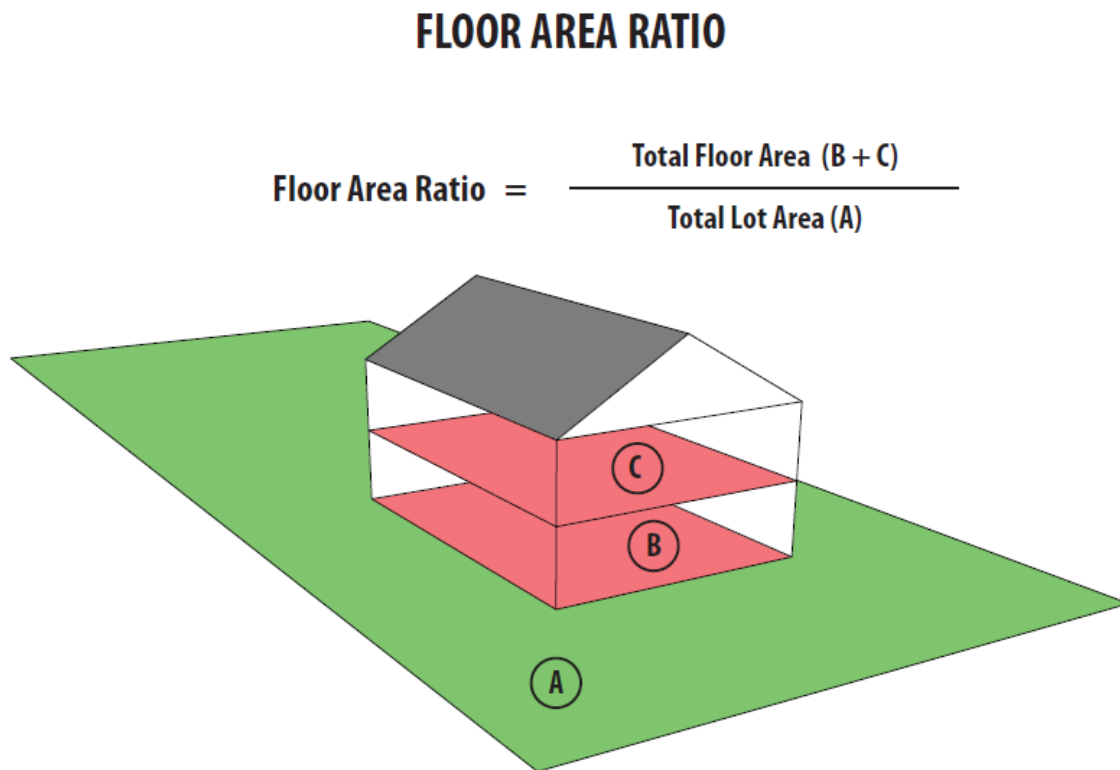 FLOOR AREA RATIO
Total Floor Area (B + C)
Floor Area Ratio =
Total Lot Area (A)
C
B
A